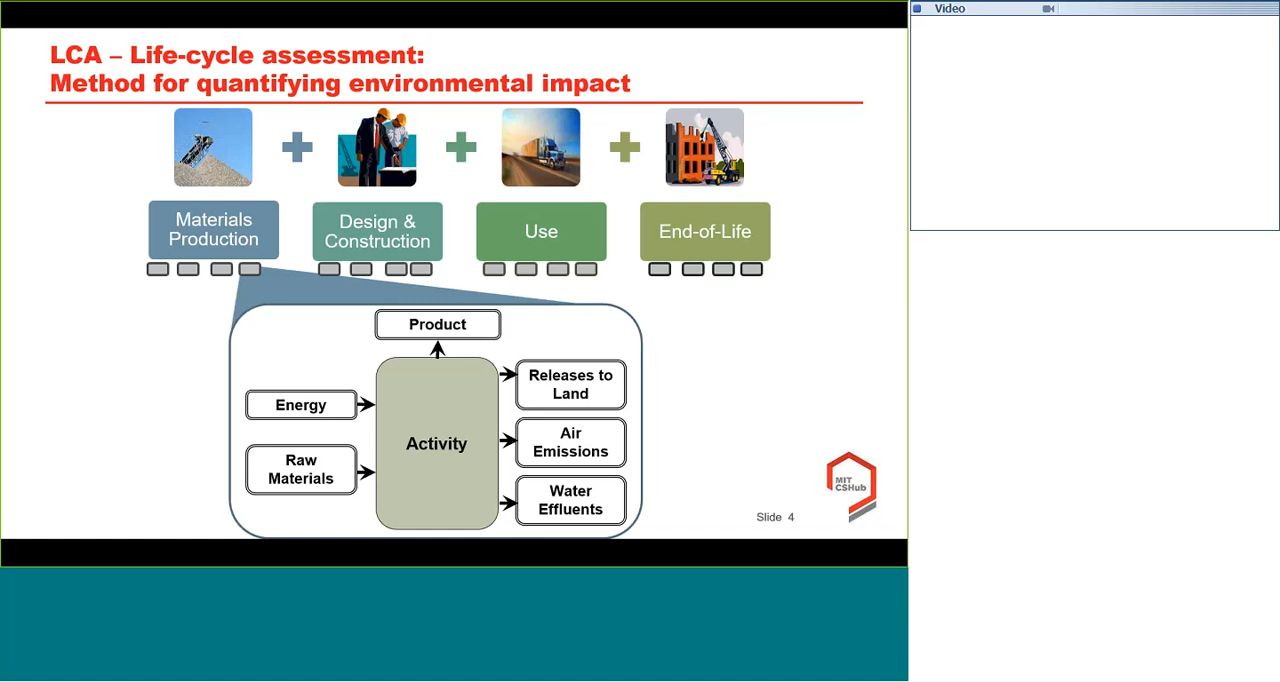 Video
LCA – Life-cycle assessment:
Method for quantifying environmental impact
Materials
Production
Design &
Construction
Use
End-of-Life
Product
Energy
Raw
Materials
Activity
Releases to
Land
Air
Emissions
Water
Effluents
MIT
CSHub
Slide 4